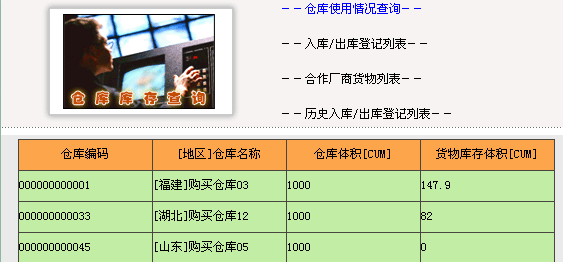 ——仓库使用情况查询——
——入库/出库登记列表——
——合作厂商货物列表——
——历史入库/出库登记列表——
仓库库存查询
仓库编码 [地区]仓库名称 仓库体积[CUM] 货物库存体积[CUM]
000000000001 [福建]购买仓库03 1000 147.9
000000000033 [湖北]购买仓库12 1000 82
000000000045 [山东]购买仓库05 1000 0